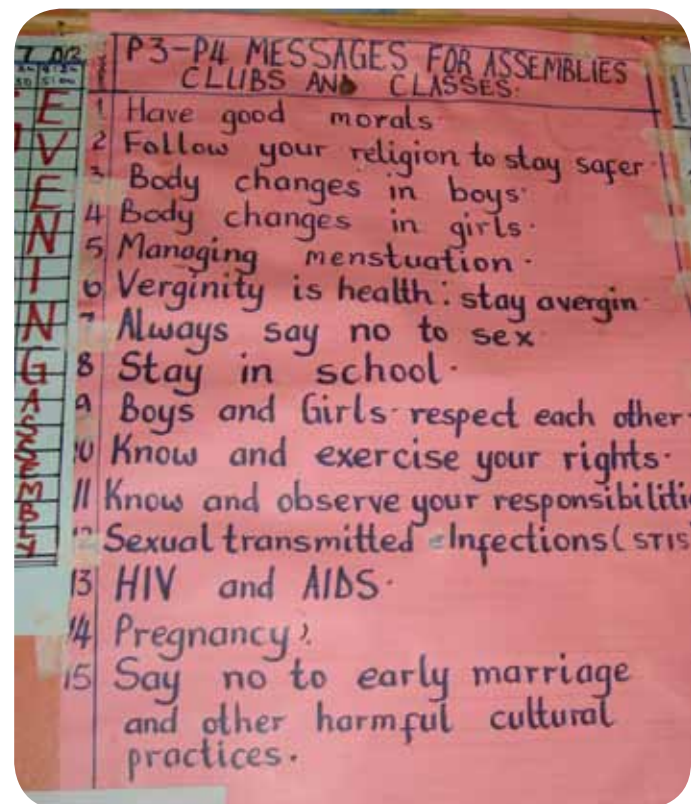 P3-P4 MESSAGES FOR ASSEMBLIES
CLUBS AND CLASSES.
1 Have good morals
2 Follow your religion to stay safer.
3 Body changes in boys.
4 Body changes in girls.
5 Managing menstuation.
6 Verginity is health: stay avergin
7 Always say no to sex
8 Stay in school.
9 Boys and Girls. respect each other.
10 Know and exercise your rights.
11 Know and observe your responsibiliti
12 Sexual transmitted Infections (STIS
13 HIV and AIDS.
14 Pregnancy
15 Say no to early marriage
and other harmful cultural
practices.
EVENING ASSEMBLY